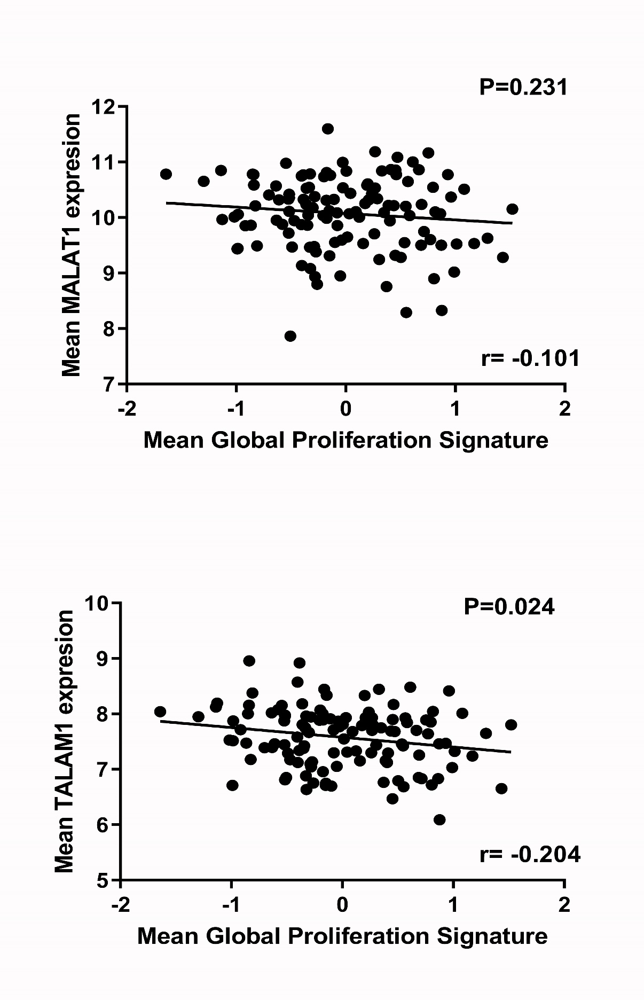 P=0.231
12
11
10
9
8
7
Mean MALAT1 expresion
r= -0.101
-2 -1 0 1 2
Mean Global Proliferation Signature
P=0.024
10
9
8
7
6
5
Mean TALAM1 expresion
r= -0.204
-2 -1 0 1 2
Mean Global Proliferation Signature